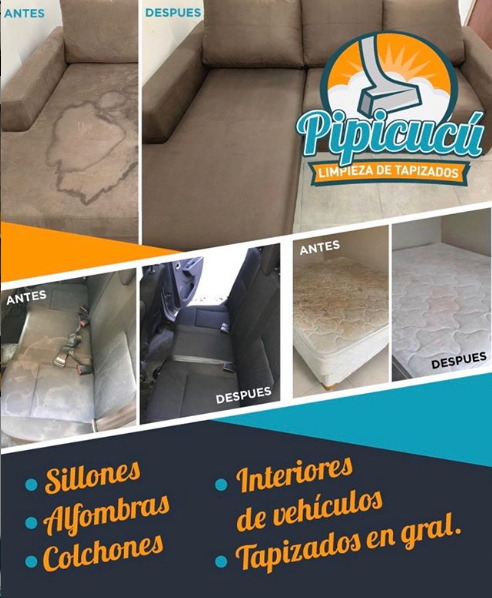 ANTES
DESPUES
Pipicucú
LIMPIEZA DE TAPIZADOS
ANTES
DESPUES
ANTES
DESPUES
• Sillones
• Alfombras
• Colchones
• Interiores
de vehículos
• Tapizados en gral.